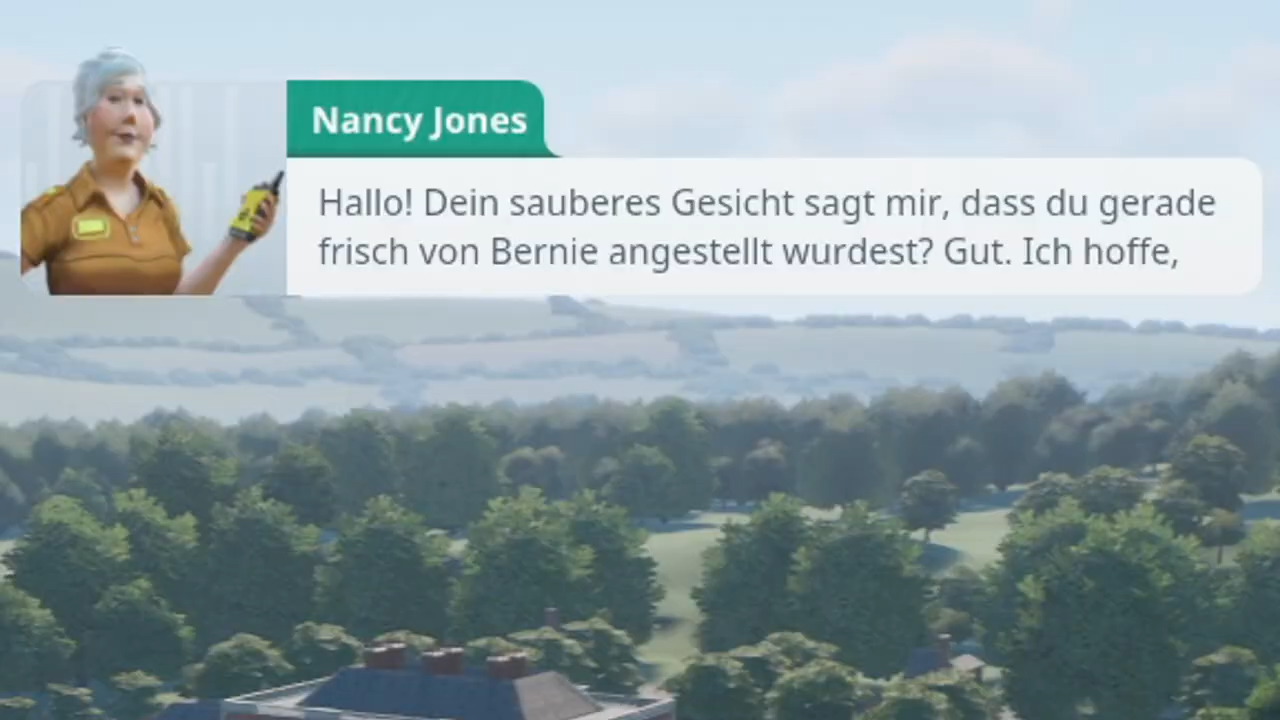 Nancy Jones
Hallo! Dein sauberes Gesicht sagt mir, dass du gerade
frisch von Bernie angestellt wurdest? Gut. Ich hoffe,